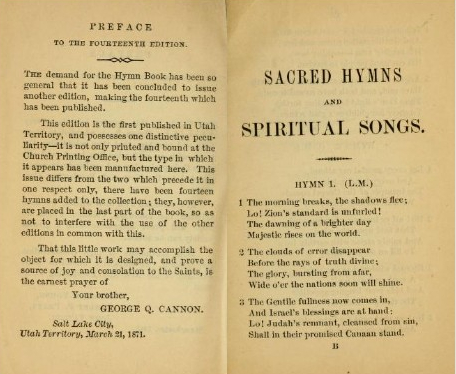 PREFACE
TO THE FOURTEENTH EDITION.
THE demand for the Hymn Book has been so
general that it has been concluded to issue
another edition, making the fourteenth which
has been published.
This edition is the first published in Utah
Territory, and possesses one distinctive pecu-
liarity—it is not only printed and bound at the
Church Printing Office, but the type in which
it appears has been manufactured here. This
issue differs from the two which precede it in
one respect only, there have been fourteen
hymns added to the collection; they, however,
are placed in the last part of the book, so as
not to interfere with the use of the other
editions in common with this.
That this little work may accomplish the
object for which it is designed, and prove a
source of joy and consolation to the Saints, is
the earnest prayer of
Your brother,
GEORGE Q. CANNON.
Salt Lake City,
Utah Territory, March 21, 1871.
SACRED HYMNS
AND
SPIRITUAL SONGS.
HYMN 1. (L.M.)
1 The morning breaks, the shadows flee;
Lo! Zion's standard is unfurled!
The dawning of a brighter day
Majestic rises on the world.
2 The clouds of error disappear
Before the rays of truth divine;
The glory, bursting from afar,
Wide o'er the nations soon will shine.
3 The Gentile fullness now comes in,
And Israel's blessings are at hand:
Lo! Judah's remnant, cleansed from sin,
Shall in their promised Canaan stand.
B